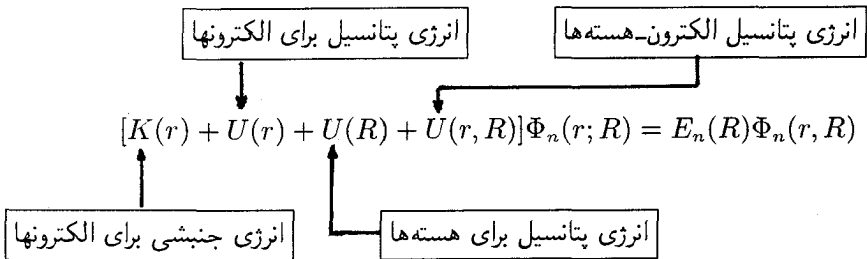 انرژی پتانسیل الکترون-هسته‌ها
انرژی پتانسیل برای الکترونها
[K(r) + U(r) + U(R) + U(r, R)]Φₙ(r; R) = Eₙ(R)Φₙ(r, R)
انرژی پتانسیل برای هسته‌ها
انرژی جنبشی برای الکترونها